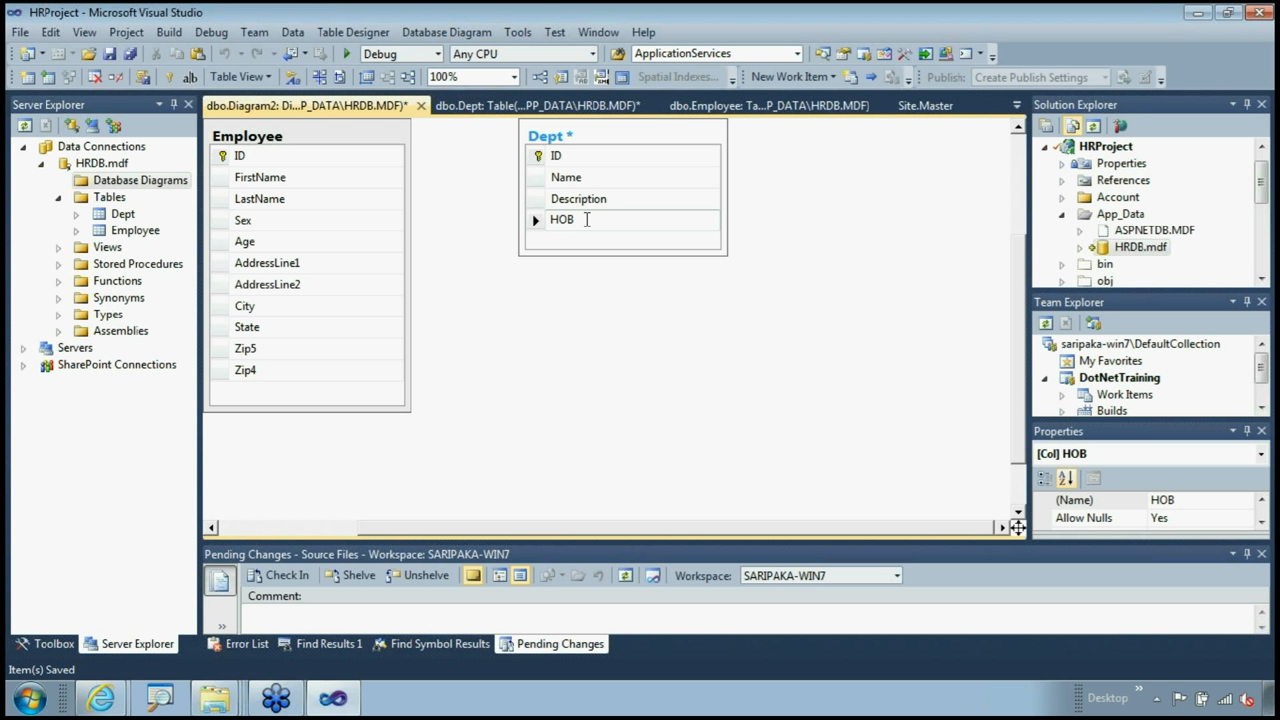 HRProject - Microsoft Visual Studio
File Edit View Project Build Debug Team Data Table Designer Database Diagram Tools Test Window Help
Debug Any CPU ApplicationServices
Table View 100% Spatial Indexes... New Work Item Publish: Create Publish Settings
Server Explorer
Data Connections
HRDB.mdf
Database Diagrams
Tables
Dept
Employee
Views
Stored Procedures
Functions
Synonyms
Types
Assemblies
Servers
SharePoint Connections
dbo.Diagram2: Di...P_DATA\HRDB.MDF)* dbo.Dept: Table(...PP_DATA\HRDB.MDF)* dbo.Employee: Ta...P_DATA\HRDB.MDF) Site.Master
Employee
ID
FirstName
LastName
Sex
Age
AddressLine1
AddressLine2
City
State
Zip5
Zip4
Dept *
ID
Name
Description
HOB
Solution Explorer
HRProject
Properties
References
Account
App_Data
ASPNETDB.MDF
HRDB.mdf
bin
obj
Team Explorer
saripaka-win7\DefaultCollection
My Favorites
DotNetTraining
Work Items
Builds
Properties
[Col] HOB
(Name) HOB
Allow Nulls Yes
Pending Changes - Source Files - Workspace: SARIPAKA-WIN7
Check In Shelve Unshelve Workspace: SARIPAKA-WIN7
Comment:
Toolbox Server Explorer Error List Find Results 1 Find Symbol Results Pending Changes
Item(s) Saved
Desktop